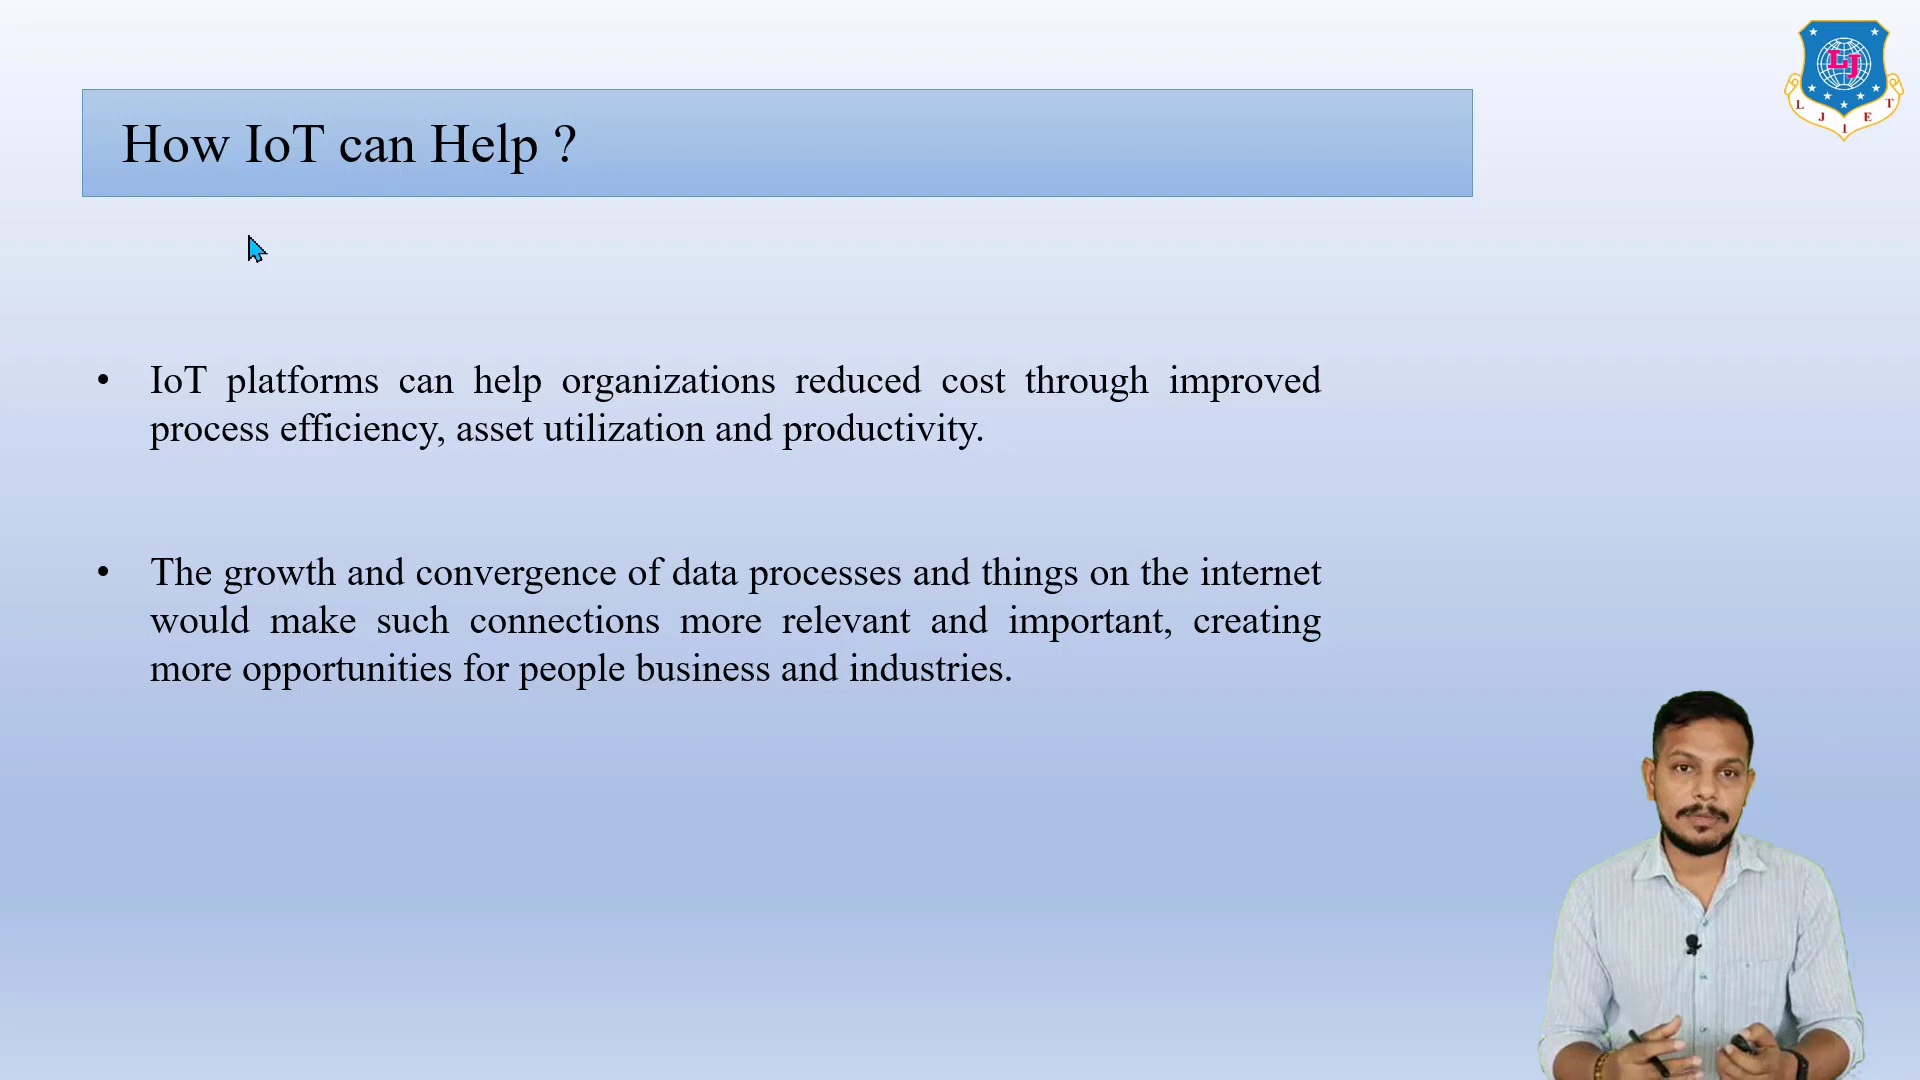 How IoT can Help ?
• IoT platforms can help organizations reduced cost through improved
process efficiency, asset utilization and productivity.
• The growth and convergence of data processes and things on the internet
would make such connections more relevant and important, creating
more opportunities for people business and industries.
LJ
L J I E T